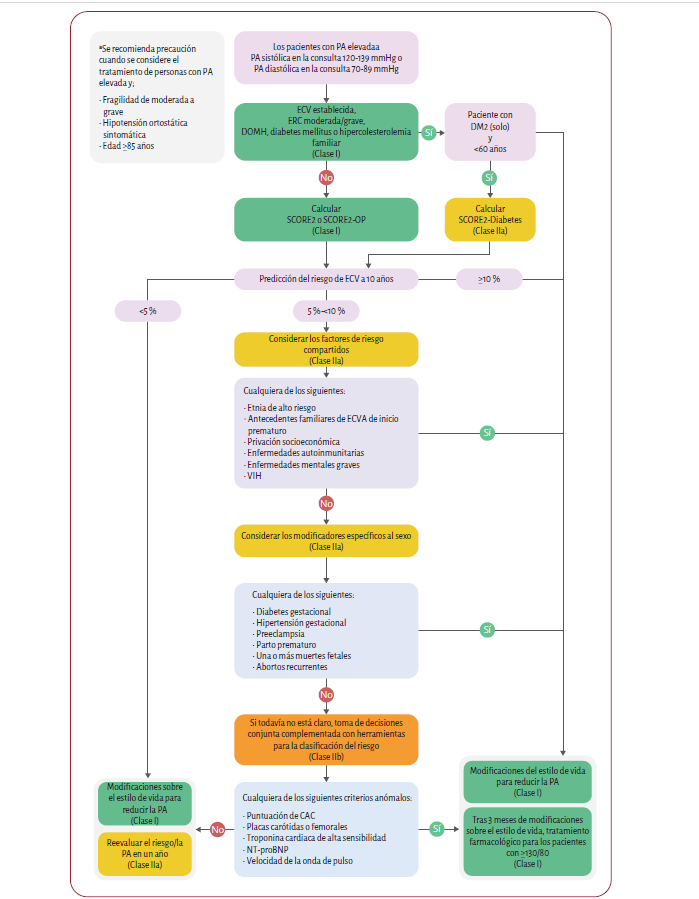 ªSe recomienda precaución
cuando se considere el
tratamiento de personas con PA
elevada y;
· Fragilidad de moderada a
grave
· Hipotensión ortostática
sintomática
· Edad ≥85 años
Los pacientes con PA elevadaa
PA sistólica en la consulta 120-139 mmHg o
PA diastólica en la consulta 70-89 mmHg
ECV establecida,
ERC moderada/grave,
DOMH, diabetes mellitus o hipercolesterolemia
familiar
(Clase I)
Sí
Paciente con
DM2 (solo)
y
<60 años
No
Sí
Calcular
SCORE2 o SCORE2-OP
(Clase I)
Calcular
SCORE2-Diabetes
(Clase IIa)
Predicción del riesgo de ECV a 10 años
≥10 %
<5 %
5 %-<10 %
Considerar los factores de riesgo
compartidos
(Clase IIa)
Cualquiera de los siguientes:
· Etnia de alto riesgo
· Antecedentes familiares de ECVA de inicio
prematuro
· Privación socioeconómica
· Enfermedades autoinmunitarias
· Enfermedades mentales graves
· VIH
Sí
No
Considerar los modificadores específicos al sexo
(Clase IIa)
Cualquiera de los siguientes:
· Diabetes gestacional
· Hipertensión gestacional
· Preeclampsia
· Parto prematuro
· Una o más muertes fetales
· Abortos recurrentes
Sí
No
Si todavía no está claro, toma de decisiones
conjunta complementada con herramientas
para la clasificación del riesgo
(Clase IIb)
Cualquiera de los siguientes criterios anómalos:
· Puntuación de CAC
· Placas carótidas o femorales
· Troponina cardiaca de alta sensibilidad
· NT-proBNP
· Velocidad de la onda de pulso
No
Sí
Modificaciones sobre
el estilo de vida para
reducir la PA
(Clase I)
Reevaluar el riesgo/la
PA en un año
(Clase IIa)
Modificaciones del estilo de vida
para reducir la PA
(Clase I)
Tras 3 meses de modificaciones
sobre el estilo de vida, tratamiento
farmacológico para los pacientes
con ≥130/80
(Clase I)